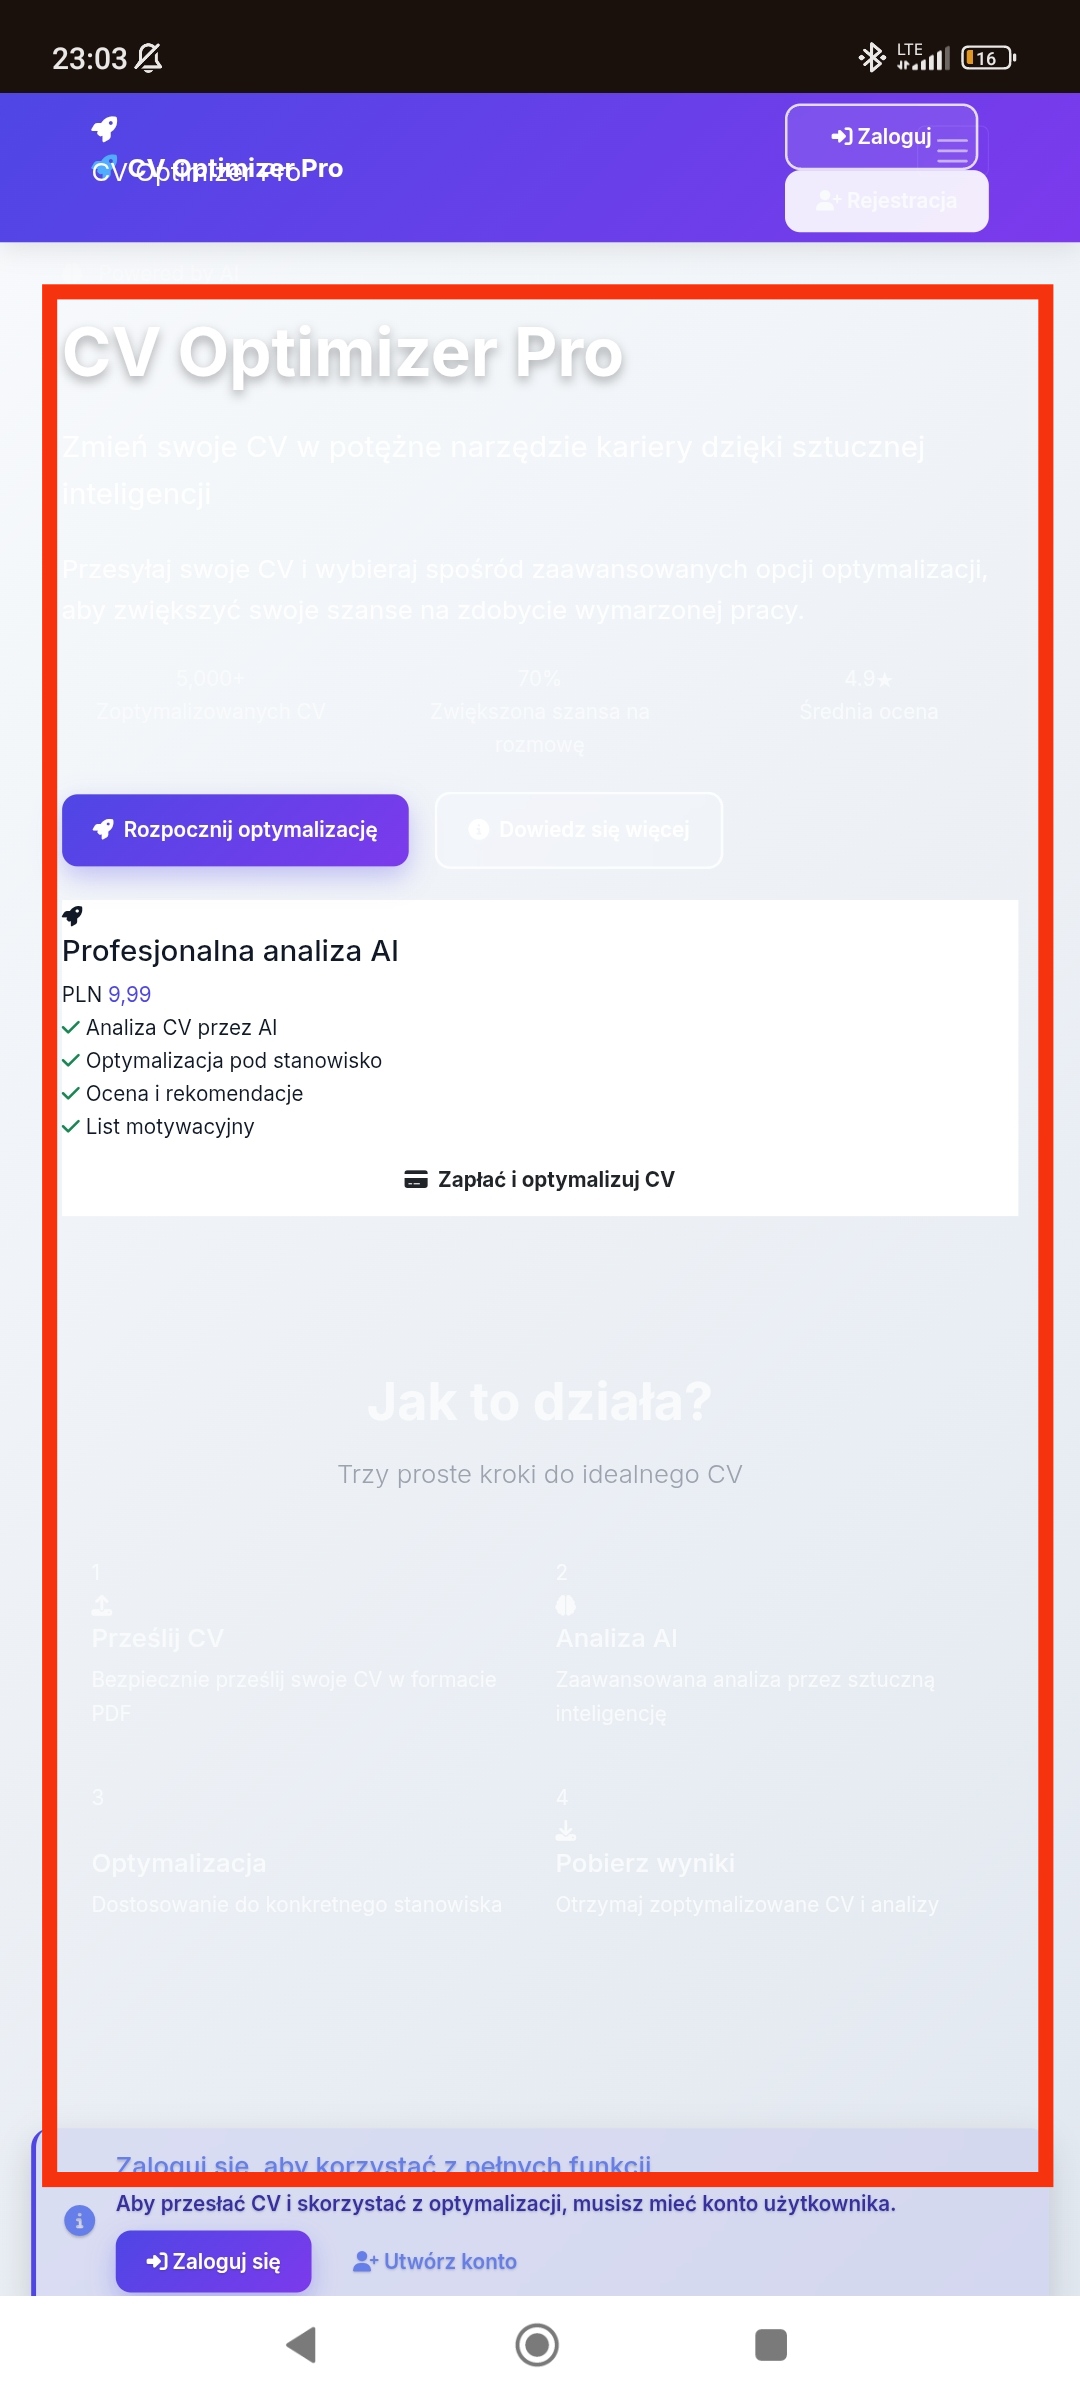 23:03
LTE
16
CV Optimizer Pro
CV Optimizer Pro
Zaloguj
Rejestracja
Powered by AI
CV Optimizer Pro
Zmień swoje CV w potężne narzędzie kariery dzięki sztucznej
inteligencji
Przesyłaj swoje CV i wybieraj spośród zaawansowanych opcji optymalizacji,
aby zwiększyć swoje szanse na zdobycie wymarzonej pracy.
5,000+
Zoptymalizowanych CV
70%
Zwiększona szansa na
rozmowę
4.9★
Średnia ocena
Rozpocznij optymalizację
Dowiedz się więcej
Profesjonalna analiza AI
PLN 9,99
Analiza CV przez AI
Optymalizacja pod stanowisko
Ocena i rekomendacje
List motywacyjny
Zapłać i optymalizuj CV
Jak to działa?
Trzy proste kroki do idealnego CV
1
Prześlij CV
Bezpiecznie prześlij swoje CV w formacie
PDF
2
Analiza AI
Zaawansowana analiza przez sztuczną
inteligencję
3
Optymalizacja
Dostosowanie do konkretnego stanowiska
4
Pobierz wyniki
Otrzymaj zoptymalizowane CV i analizy
Zaloguj się, aby korzystać z pełnych funkcji
Aby przesłać CV i skorzystać z optymalizacji, musisz mieć konto użytkownika.
Zaloguj się
Utwórz konto